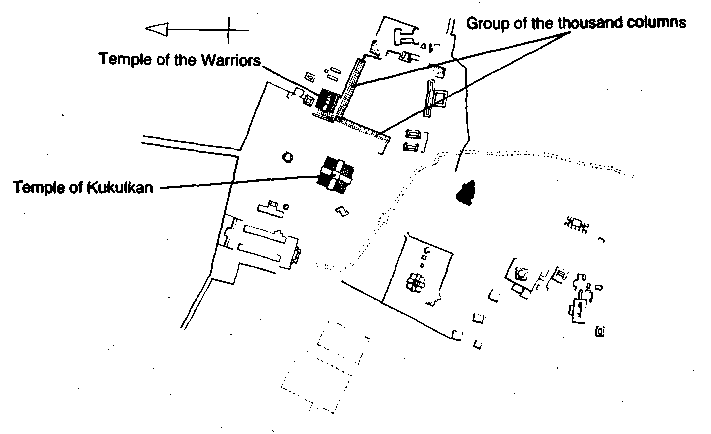 Group of the thousand columns
Temple of the Warriors
Temple of Kukulkan